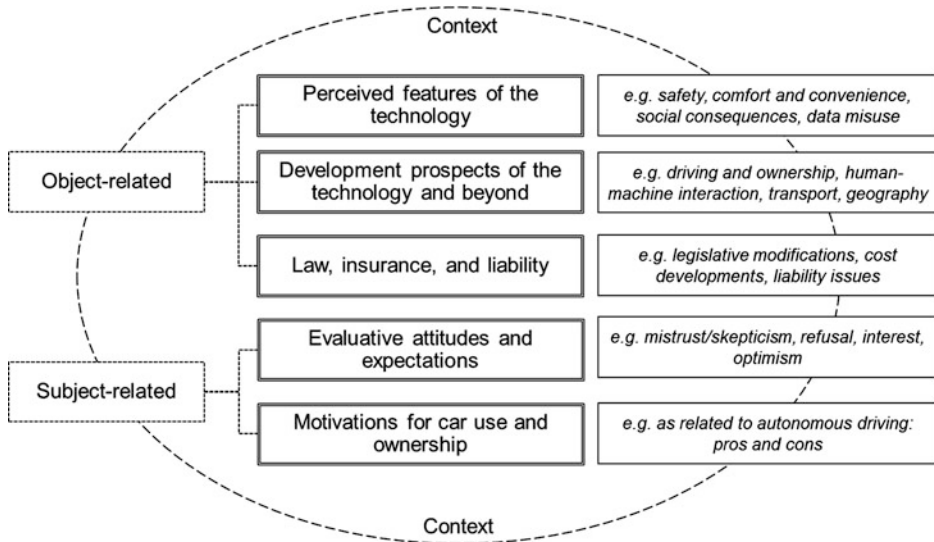 Context
Perceived features of the
technology
e.g. safety, comfort and convenience,
social consequences, data misuse
Object-related
Development prospects of the
technology and beyond
e.g. driving and ownership, human-
machine interaction, transport, geography
Law, insurance, and liability
e.g. legislative modifications, cost
developments, liability issues
Evaluative attitudes and
expectations
e.g. mistrust/skepticism, refusal, interest,
optimism
Subject-related
Motivations for car use and
ownership
e.g. as related to autonomous driving:
pros and cons
Context